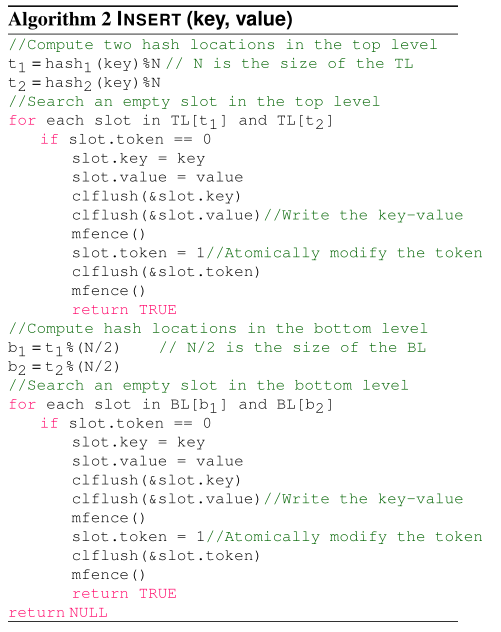 Algorithm 2 INSERT (key, value)
//Compute two hash locations in the top level
t1=hash1(key)%N // N is the size of the TL
t2=hash2(key)%N
//Search an empty slot in the top level
for each slot in TL[t1] and TL[t2]
if slot.token == 0
slot.key = key
slot.value = value
clflush(&slot.key)
clflush(&slot.value)//Write the key-value
mfence()
slot.token = 1//Atomically modify the token
clflush(&slot.token)
mfence()
return TRUE
//Compute hash locations in the bottom level
b1=t1%(N/2) // N/2 is the size of the BL
b2=t2%(N/2)
//Search an empty slot in the bottom level
for each slot in BL[b1] and BL[b2]
if slot.token == 0
slot.key = key
slot.value = value
clflush(&slot.key)
clflush(&slot.value)//Write the key-value
mfence()
slot.token = 1//Atomically modify the token
clflush(&slot.token)
mfence()
return TRUE
return NULL